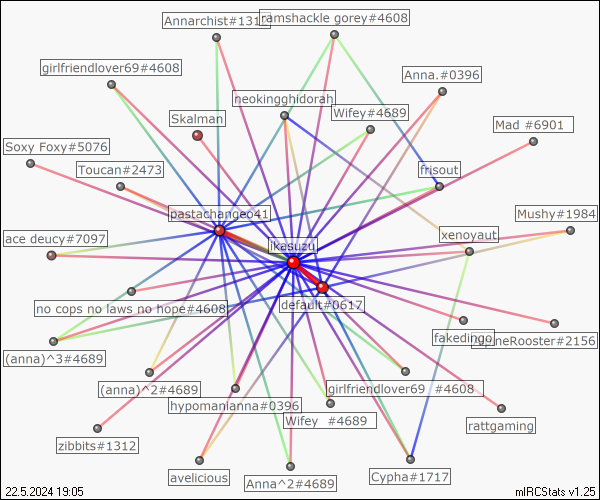 Annarchist#131
ramshackle gorey#4608
girlfriendlover69#4608
Anna.#0396
neokingghidorah
Wifey#4689
Skalman
Mad #6901
Soxy Foxy#5076
Toucan#2473
frisout
pastachangeo41
Mushy#1984
ace deucy#7097
ikasuzu
xenoyaut
no cops no laws no hope#4608
default#0617
fakedingo
neRooster#2156
(anna)^3#4689
(anna)^2#4689
girlfriendlover69 #4608
hypomanianna#0396
Wifey #4689
rattgaming
zibbits#1312
avelicious
Anna^2#4689
Cypha#1717
22.5.2024 19:05
mIRCStats v1.25